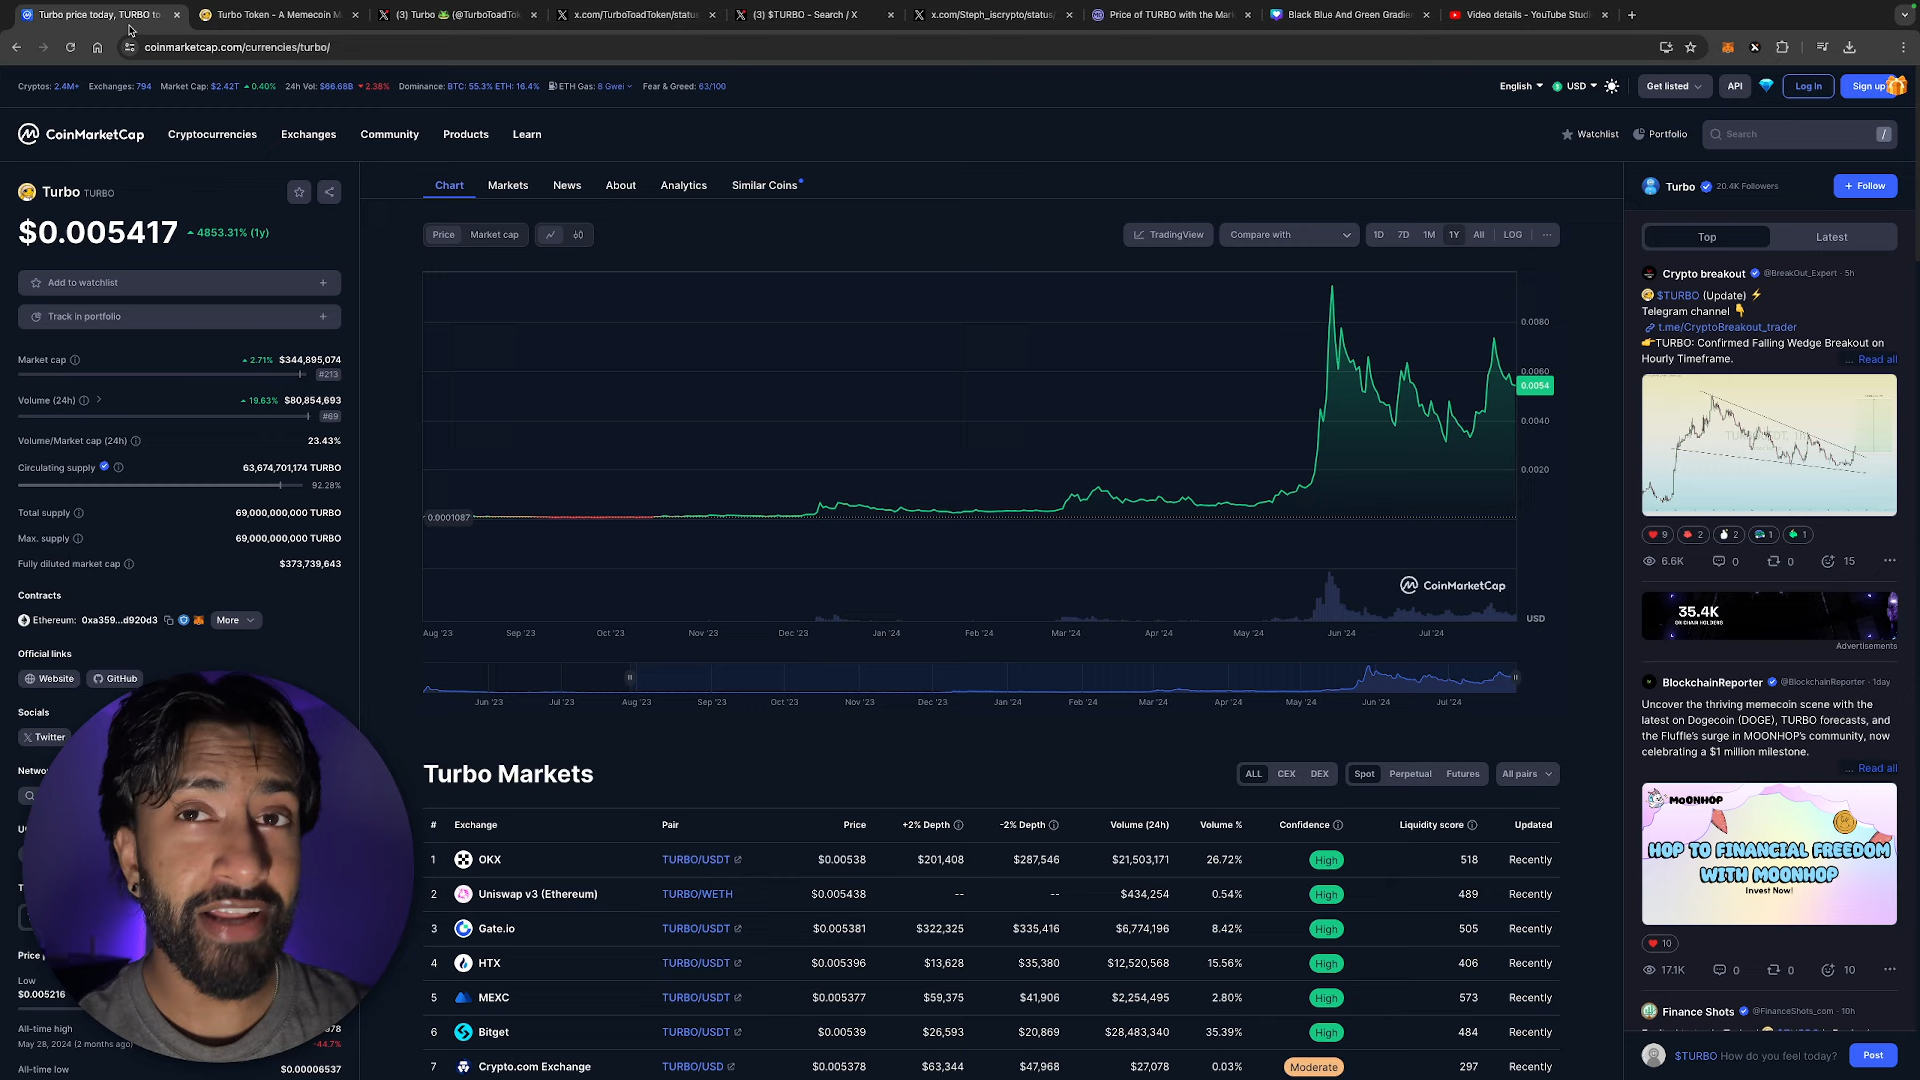 Turbo price today, TURBO to
Turbo Token - A Memecoin M
(3) Turbo (@TurboToadTok
x.com/TurboToadToken/status
(3) $TURBO - Search / X
x.com/Steph_iscrypto/status/
Price of TURBO with the Mar
Black Blue And Green Gradie
Video details - YouTube Studi
coinmarketcap.com/currencies/turbo/
Cryptos: 2.4M+ Exchanges: 794 Market Cap: $2.42T 0.40% 24h Vol: $66.68B 2.38% Dominance: BTC: 55.3% ETH: 16.4% ETH Gas: 8 Gwei Fear & Greed: 63/100
English USD Get listed API Log In Sign up
CoinMarketCap Cryptocurrencies Exchanges Community Products Learn
Watchlist Portfolio Search /
Turbo TURBO
$0.005417 4853.31% (1y)
Add to watchlist +
Track in portfolio +
Market cap 2.71% $344,895,074
#213
Volume (24h) 19.63% $80,854,693
#69
Volume/Market cap (24h) 23.43%
Circulating supply 63,674,701,174 TURBO
92.28%
Total supply 69,000,000,000 TURBO
Max. supply 69,000,000,000 TURBO
Fully diluted market cap $373,739,643
Contracts
Ethereum: 0xa359...d920d3 More
Official links
Website GitHub
Socials
Twitter
Netwo
Price p
Low
$0.005216
All-time high 978
May 28, 2024 (2 months ago) -44.7%
All-time low $0.00006537
Chart Markets News About Analytics Similar Coins
Price Market cap
TradingView Compare with 1D 7D 1M 1Y All LOG ...
0.0080
0.0060
0.0054
0.0040
0.0020
0.0001087
CoinMarketCap
USD
Aug '23 Sep '23 Oct '23 Nov '23 Dec '23 Jan '24 Feb '24 Mar '24 Apr '24 May '24 Jun '24 Jul '24
Jun '23 Jul '23 Aug '23 Sep '23 Oct '23 Nov '23 Dec '23 Jan '24 Feb '24 Mar '24 Apr '24 May '24 Jun '24 Jul '24
Turbo Markets
ALL CEX DEX Spot Perpetual Futures All pairs
# Exchange Pair Price +2% Depth -2% Depth Volume (24h) Volume % Confidence Liquidity score Updated
1 OKX TURBO/USDT $0.00538 $201,408 $287,546 $21,503,171 26.72% High 518 Recently
2 Uniswap v3 (Ethereum) TURBO/WETH $0.005438 -- -- $434,254 0.54% High 489 Recently
3 Gate.io TURBO/USDT $0.005381 $322,325 $335,416 $6,774,196 8.42% High 505 Recently
4 HTX TURBO/USDT $0.005396 $13,628 $35,380 $12,520,568 15.56% High 406 Recently
5 MEXC TURBO/USDT $0.005377 $59,375 $41,906 $2,254,495 2.80% High 573 Recently
6 Bitget TURBO/USDT $0.00539 $26,593 $20,869 $28,483,340 35.39% High 484 Recently
7 Crypto.com Exchange TURBO/USD $0.005378 $63,344 $47,968 $27,078 0.03% Moderate 297 Recently
Turbo 20.4K Followers + Follow
Top Latest
Crypto breakout @BreakOut_Expert · 5h
$TURBO (Update)
Telegram channel
t.me/CryptoBreakout_trader
TURBO: Confirmed Falling Wedge Breakout on
Hourly Timeframe. ... Read all
9 2 2 1 1
6.6K 0 0 15 ...
35.4K
ON CHAIN HOLDERS
Advertisements
BlockchainReporter @BlockchainReporter · 1day
Uncover the thriving memecoin scene with the
latest on Dogecoin (DOGE), TURBO forecasts, and
the Fluffle's surge in MOONHOP's community, now
celebrating a $1 million milestone.
... Read all
MOONHOP
HOP TO FINANCIAL FREEDOM
WITH MOONHOP
Invest Now!
10
17.1K 0 0 10 ...
Finance Shots @FinanceShots_com · 10h
$TURBO How do you feel today? Post